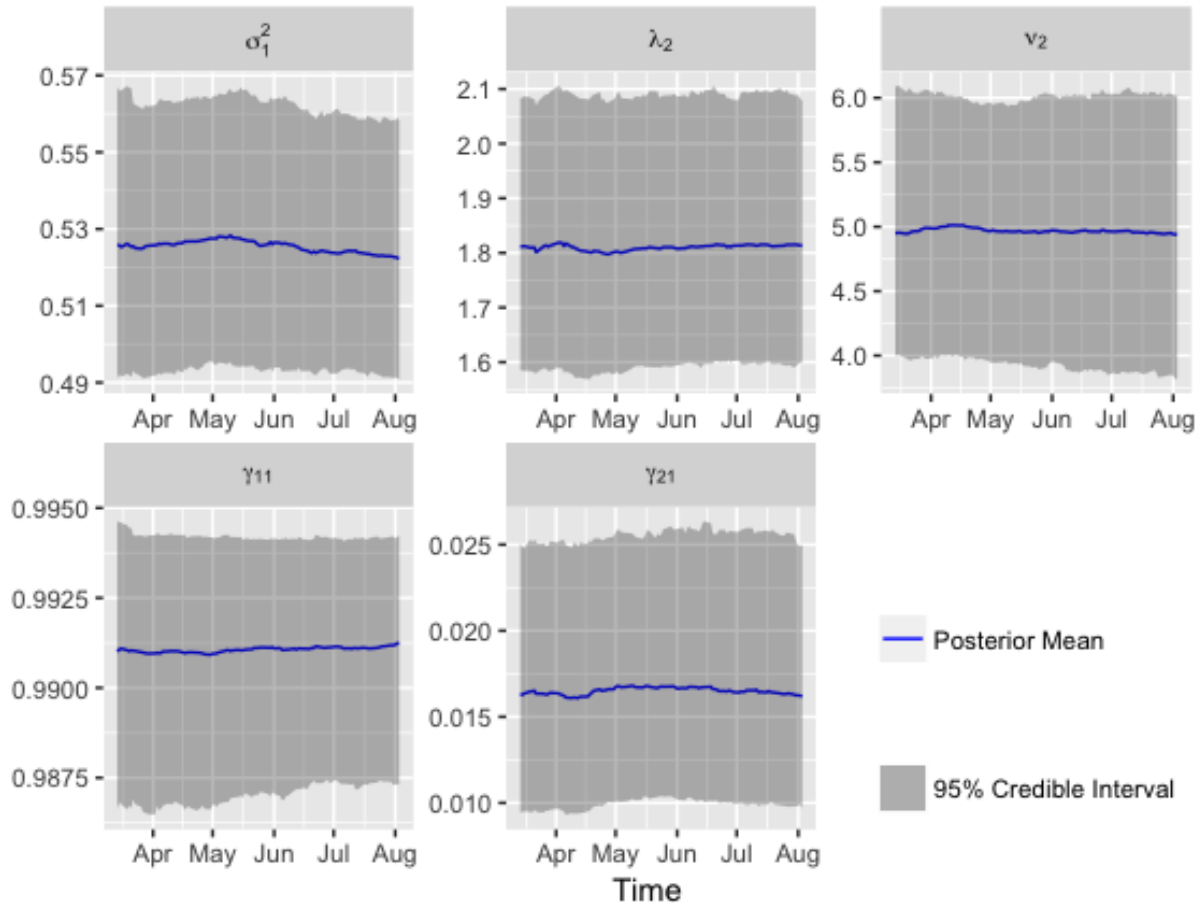 σ₁²
λ₂
ν₂
0.57
0.55
0.53
0.51
0.49
2.1
2.0
1.9
1.8
1.7
1.6
6.0
5.5
5.0
4.5
4.0
Apr May Jun Jul Aug
Apr May Jun Jul Aug
Apr May Jun Jul Aug
γ₁₁
γ₂₁
0.9950
0.9925
0.9900
0.9875
0.025
0.020
0.015
0.010
Apr May Jun Jul Aug
Apr May Jun Jul Aug
Time
Posterior Mean
95% Credible Interval